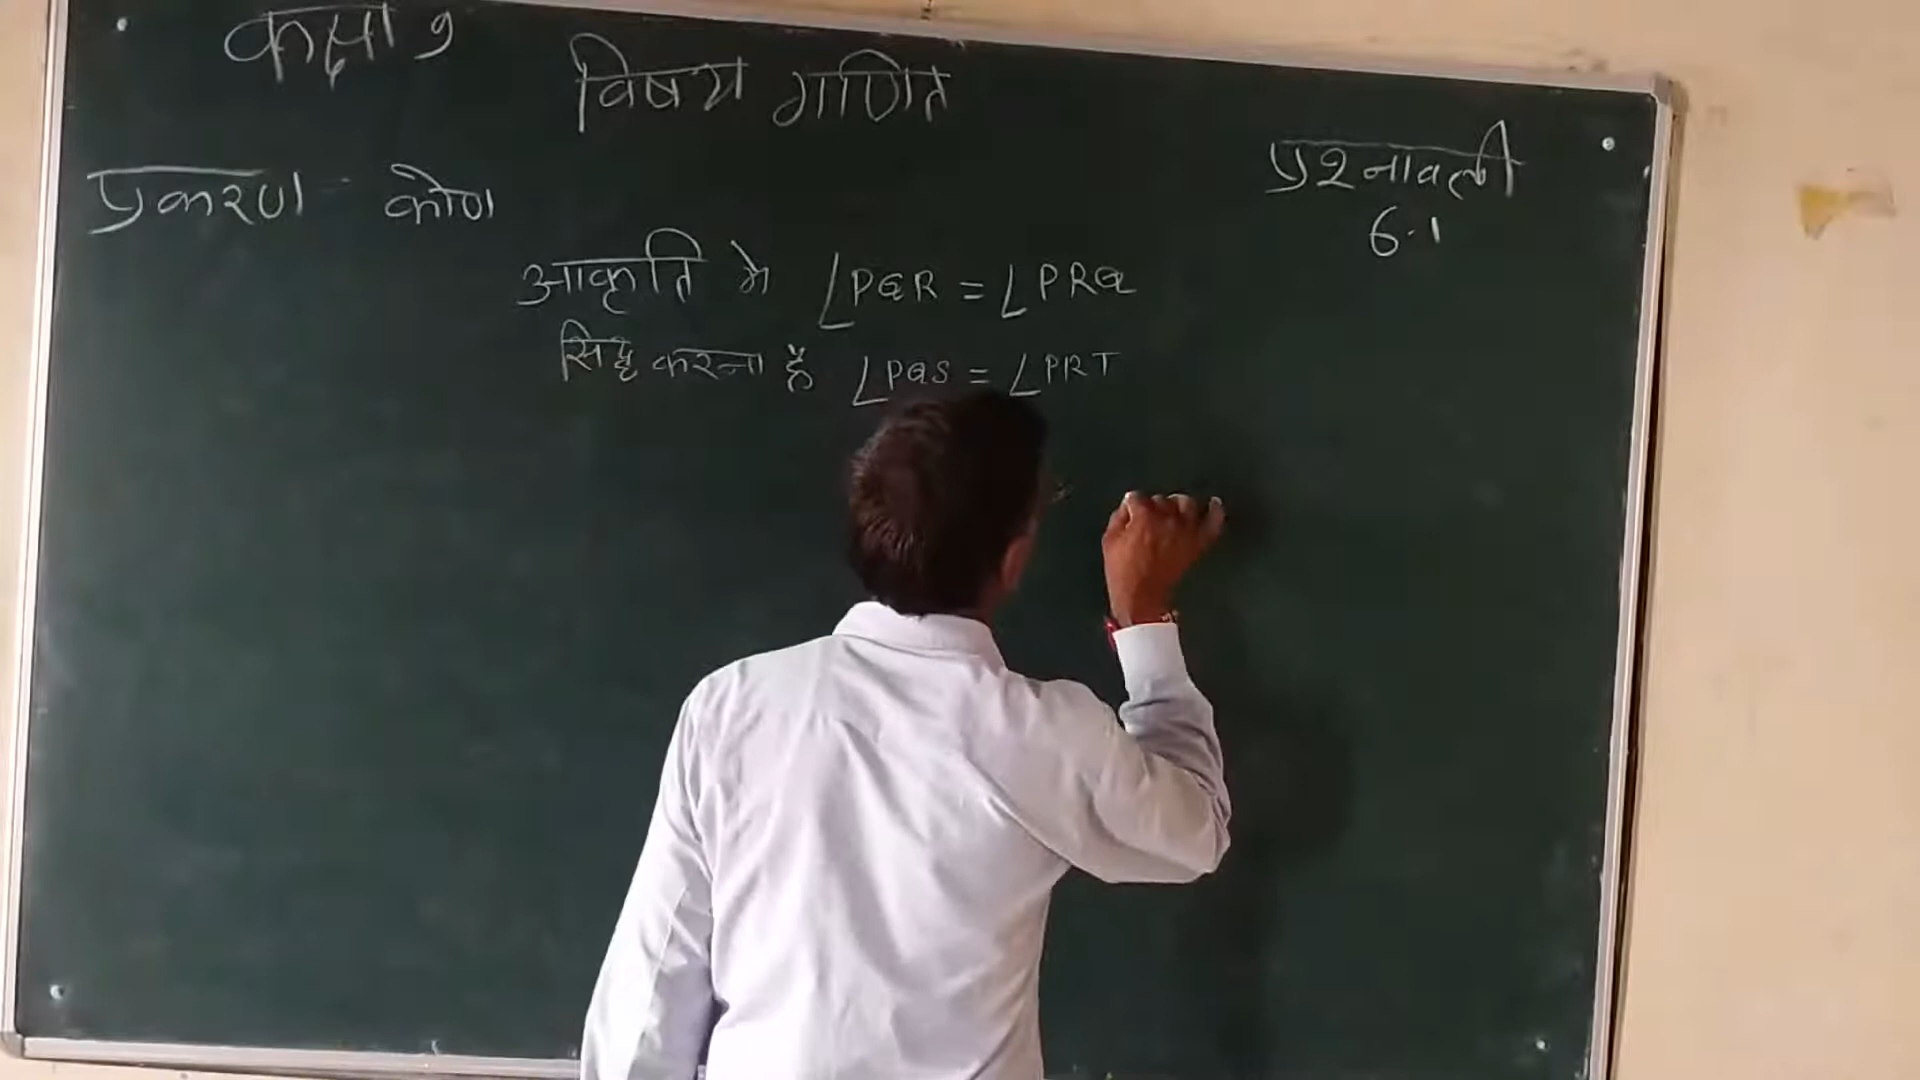 कक्षा 9
विषय गणित
प्रकरण - कोण
प्रश्नावली
6.1
आकृति मे ∠PQR = ∠PRQ
सिद्ध करना है ∠PQS = ∠PRT